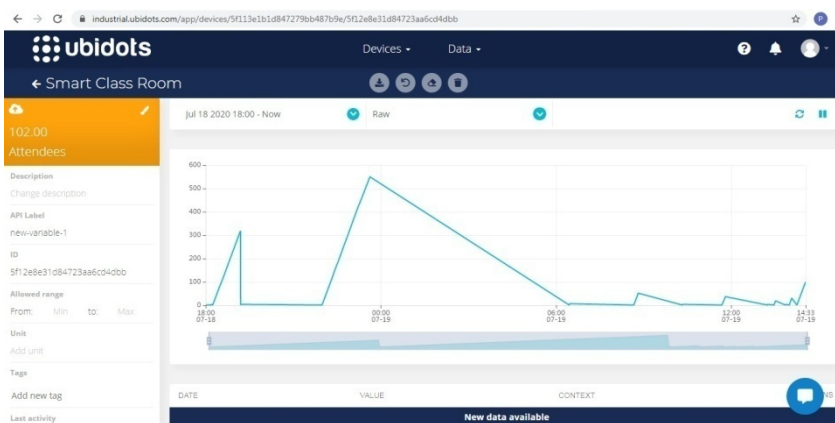 industrial.ubidots.com/app/devices/5f113e1b1d847279bb487b9e/5f12e8e31d84723aa6cd4dbb
P
ubidots
Devices
Data
?
← Smart Class Room
102.00
Attendees
Description
Change description
API Label
new-variable-1
ID
5f12e8e31d84723aa6cd4dbb
Allowed range
From: Min to: Max
Unit
Add unit
Tags
Add new tag
Last activity
Jul 18 2020 18:00 - Now
Raw
600
500
400
300
200
100
0
18:00 00:00 06:00 12:00 14:33
07-18 07-19 07-19 07-19 07-19
DATE VALUE CONTEXT NS
New data available